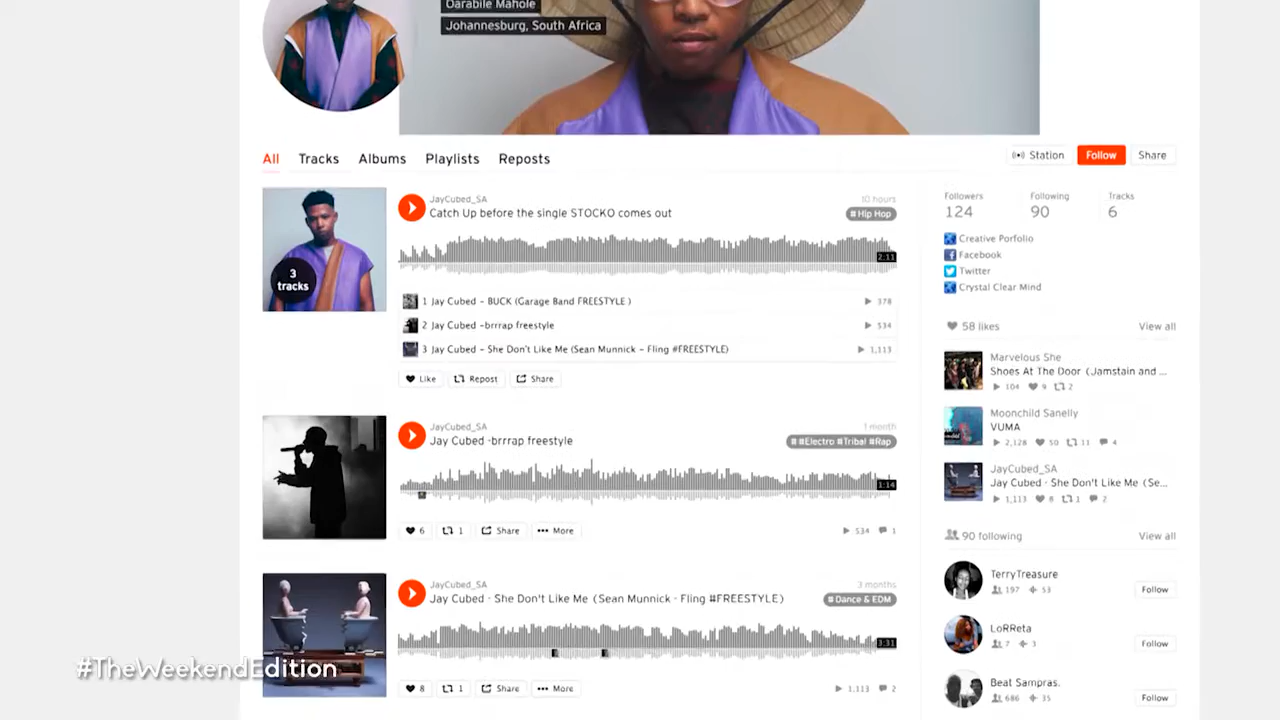 Oarabile Mahole
Johannesburg, South Africa
All Tracks Albums Playlists Reposts
Station Follow Share
3 tracks
JayCubed_SA 10 hours
Catch Up before the single STOCKO comes out # Hip Hop
2:11
1 Jay Cubed - BUCK (Garage Band FREESTYLE ) 378
2 Jay Cubed -brrrap freestyle 534
3 Jay Cubed - She Don't Like Me (Sean Munnick - Fling #FREESTYLE) 1,113
Like Repost Share
JayCubed_SA 1 month
Jay Cubed -brrrap freestyle # #Electro #Tribal #Rap
1:14
6 1 Share More 534 1
JayCubed_SA 3 months
Jay Cubed - She Don't Like Me (Sean Munnick - Fling #FREESTYLE) # Dance & EDM
3:31
8 1 Share More 1,113 2
Followers Following Tracks
124 90 6
Creative Porfolio
Facebook
Twitter
Crystal Clear Mind
58 likes View all
Marvelous She
Shoes At The Door (Jamstain and ...
104 9 2
Moonchild Sanelly
VUMA
2,128 50 11 4
JayCubed_SA
Jay Cubed - She Don't Like Me (Se...
1,113 8 1 2
90 following View all
TerryTreasure
197 53 Follow
LoRReta
7 3 Follow
Beat Sampras.
686 35 Follow
#TheWeekendEdition